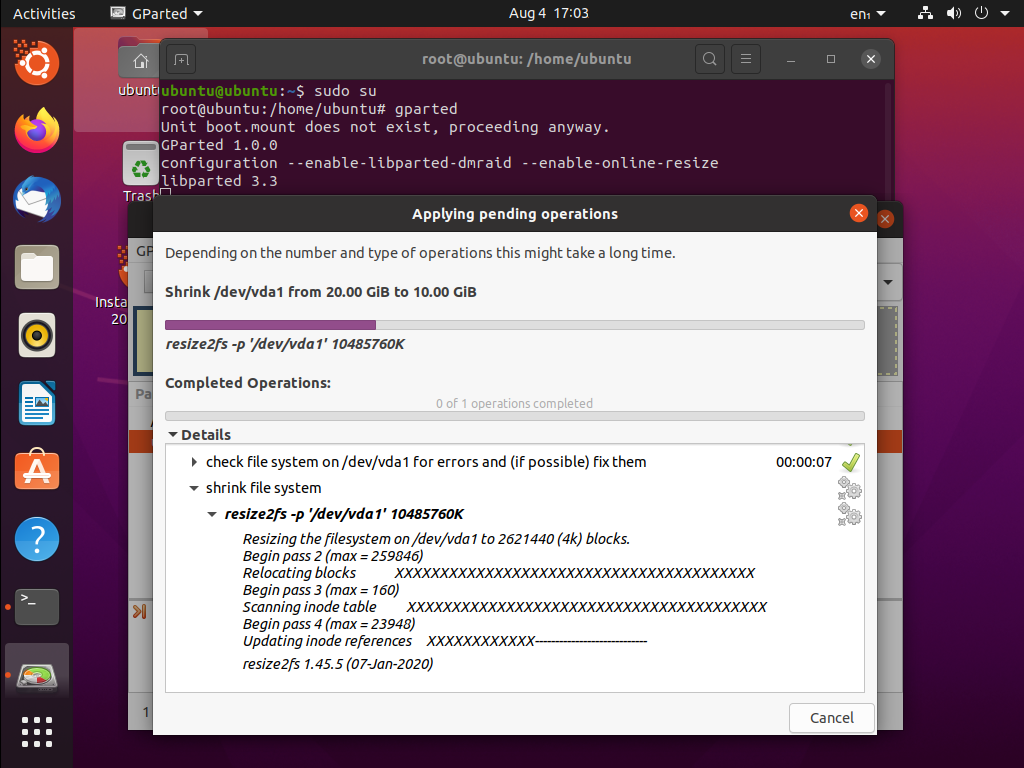 Activities
GParted
Aug 4 17:03
en₁
root@ubuntu: /home/ubuntu
ubuntu
ubuntu@ubuntu:~$ sudo su
root@ubuntu:/home/ubuntu# gparted
Unit boot.mount does not exist, proceeding anyway.
GParted 1.0.0
configuration --enable-libparted-dmraid --enable-online-resize
libparted 3.3
Trash
Applying pending operations
GP
Depending on the number and type of operations this might take a long time.
Shrink /dev/vda1 from 20.00 GiB to 10.00 GiB
Insta
20
resize2fs -p '/dev/vda1' 10485760K
Completed Operations:
Pa
0 of 1 operations completed
Details
check file system on /dev/vda1 for errors and (if possible) fix them 00:00:07
shrink file system
resize2fs -p '/dev/vda1' 10485760K
Resizing the filesystem on /dev/vda1 to 2621440 (4k) blocks.
Begin pass 2 (max = 259846)
Relocating blocks XXXXXXXXXXXXXXXXXXXXXXXXXXXXXXXXXXXXXXXX
Begin pass 3 (max = 160)
Scanning inode table XXXXXXXXXXXXXXXXXXXXXXXXXXXXXXXXXXXXXXXX
Begin pass 4 (max = 23948)
Updating inode references XXXXXXXXXXXX----------------------------
resize2fs 1.45.5 (07-Jan-2020)
1
Cancel